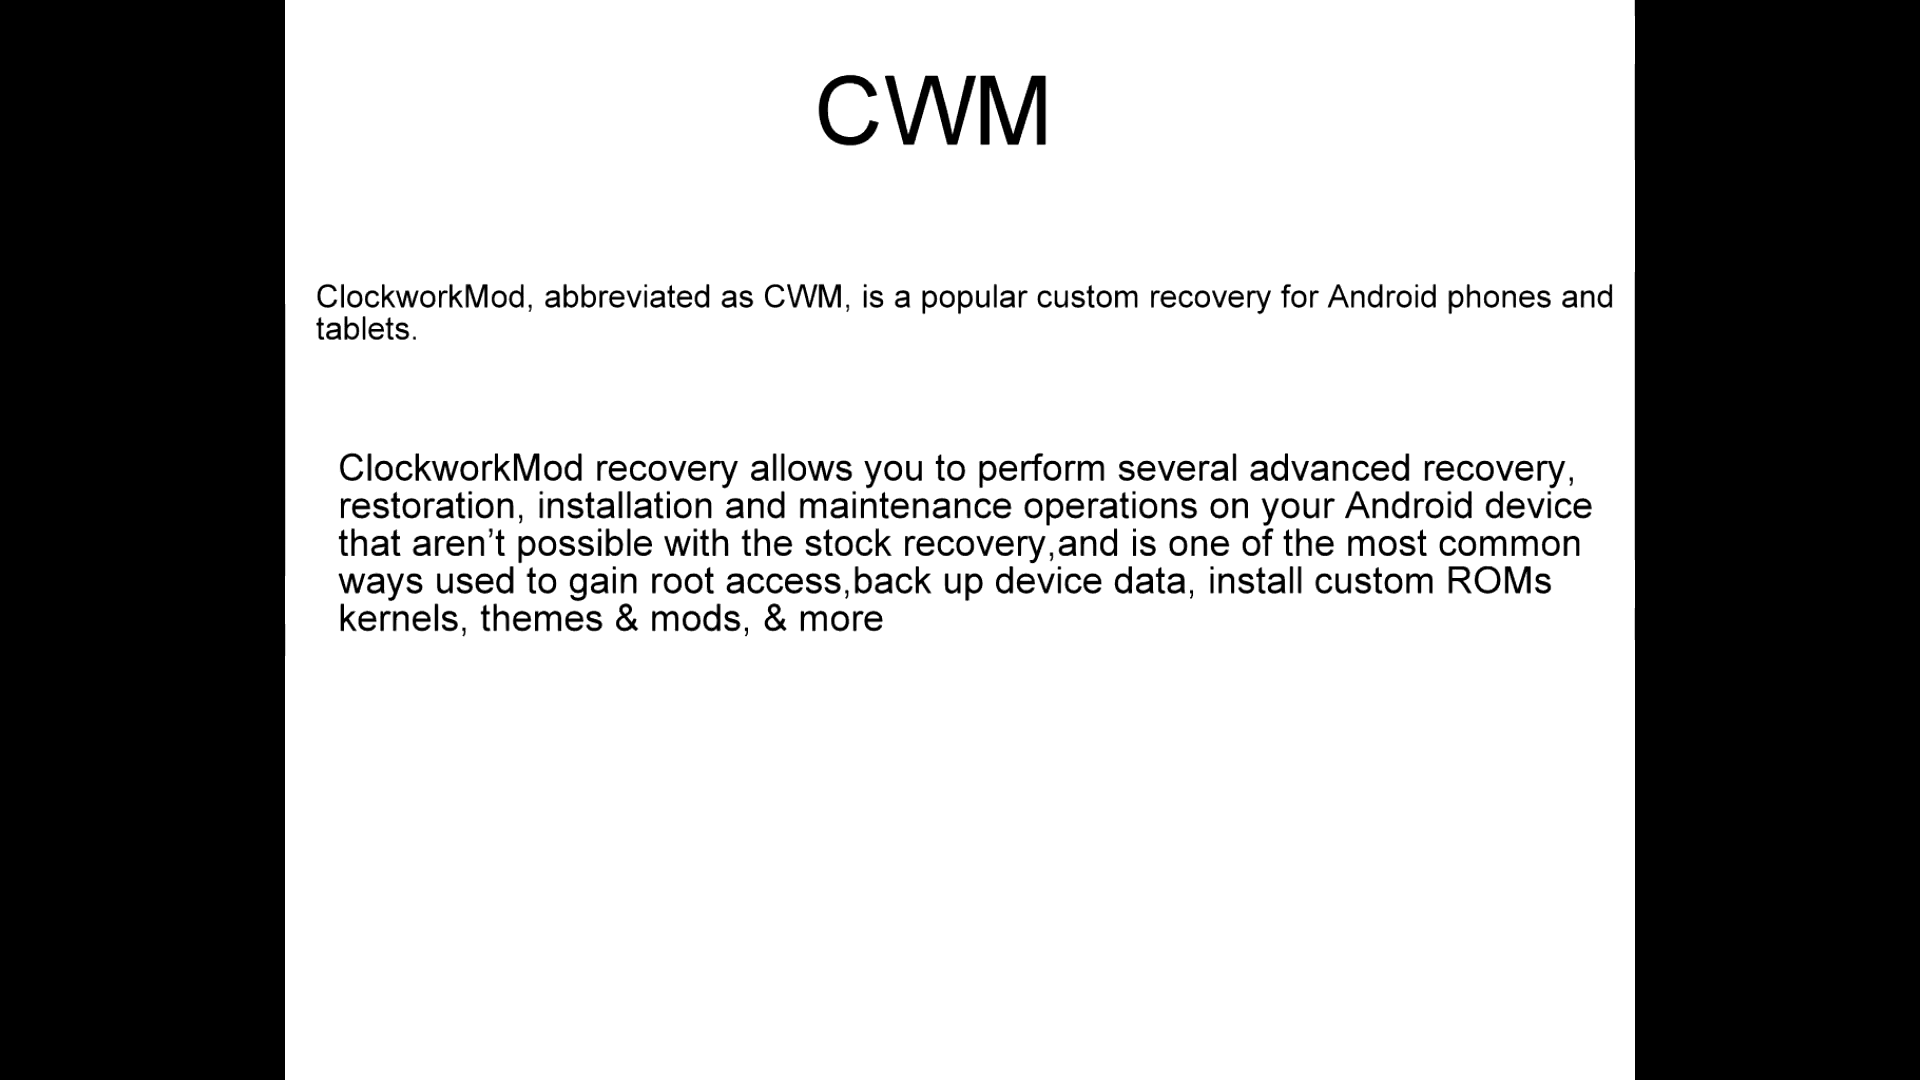 CWM
ClockworkMod, abbreviated as CWM, is a popular custom recovery for Android phones and
tablets.
ClockworkMod recovery allows you to perform several advanced recovery,
restoration, installation and maintenance operations on your Android device
that aren’t possible with the stock recovery,and is one of the most common
ways used to gain root access,back up device data, install custom ROMs
kernels, themes & mods, & more